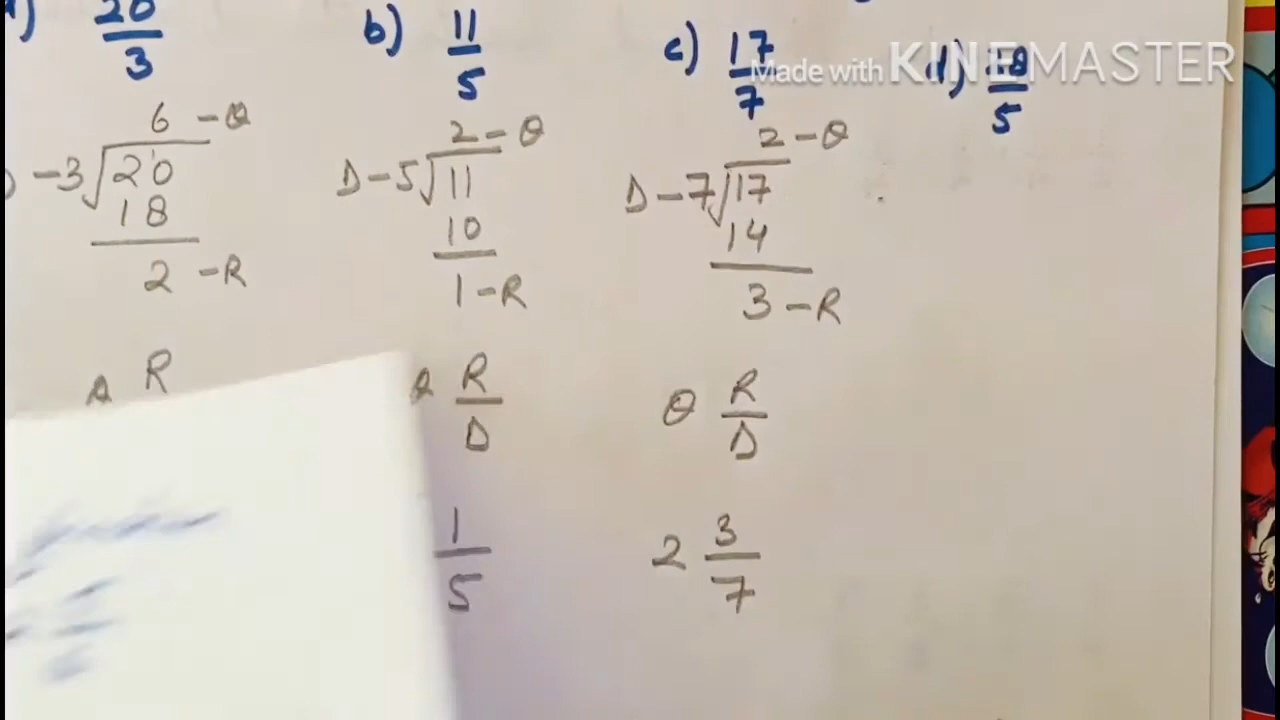 20/3 b) 11/5 c) 17/7 d) /5
Made with KINEMASTER
6 - Q
-3√20
18
2 - R
R
2 - Q
D - 5√11
10
1 - R
Q R/D
1/5
2 - Q
D - 7√17
14
3 - R
Q R/D
2 3/7